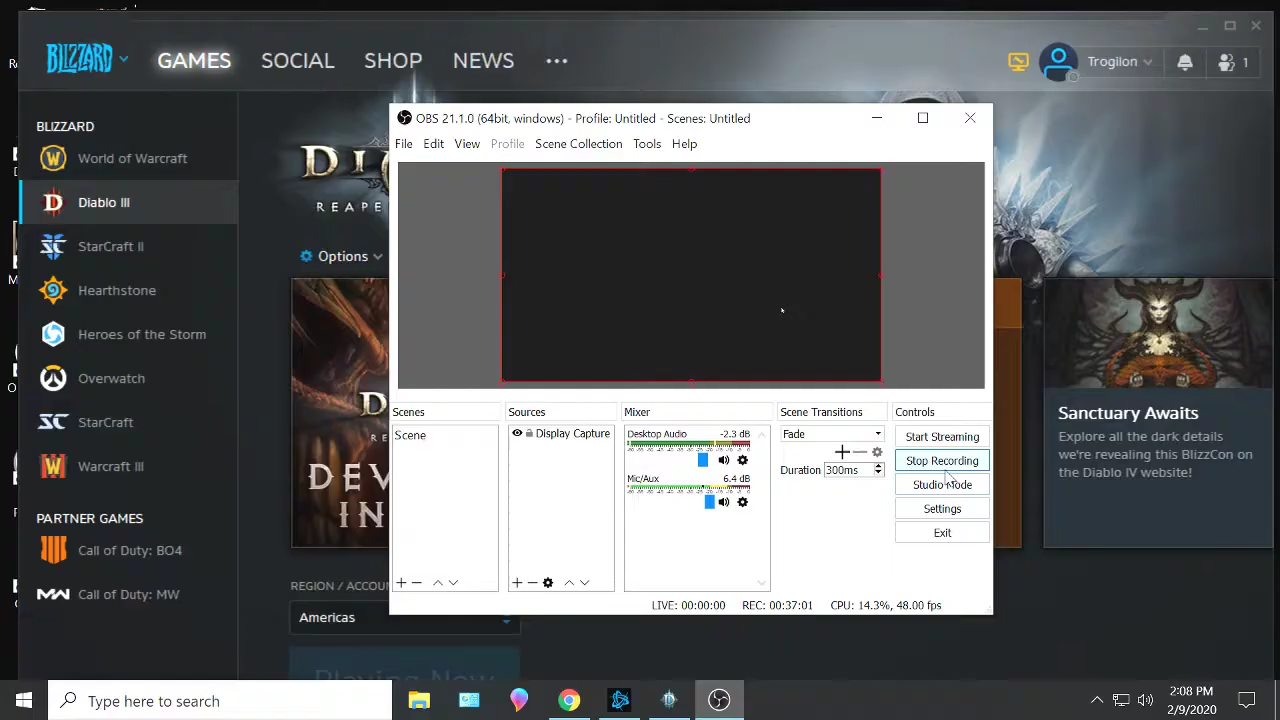 BLIZZARD
GAMES
SOCIAL
SHOP
NEWS
•••
Trogilon
1
BLIZZARD
World of Warcraft
Diablo III
StarCraft II
Hearthstone
Heroes of the Storm
Overwatch
StarCraft
Warcraft III
PARTNER GAMES
Call of Duty: BO4
Call of Duty: MW
REAPE
Options
REGION / ACCOU
Americas
Playing Now
OBS 21.1.0 (64bit, windows) - Profile: Untitled - Scenes: Untitled
File Edit View Profile Scene Collection Tools Help
Scenes
Scene
Sources
Display Capture
Mixer
Desktop Audio -2.3 dB
Mic/Aux 6.4 dB
Scene Transitions
Fade
Duration 300ms
Controls
Start Streaming
Stop Recording
Studio Mode
Settings
Exit
LIVE: 00:00:00 REC: 00:37:01 CPU: 14.3%, 48.00 fps
Sanctuary Awaits
Explore all the dark details
we're revealing this BlizzCon
on the Diablo IV website!
Type here to search
2:08 PM
2/9/2020